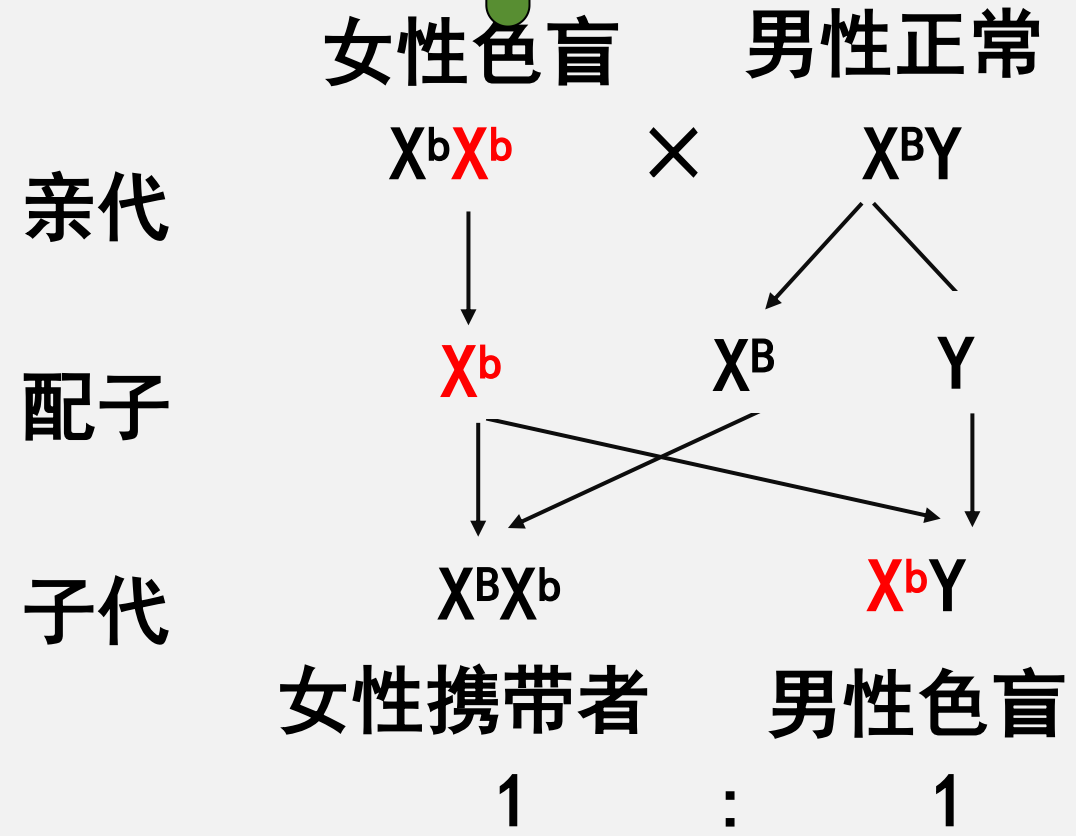 女性色盲 男性正常
亲代 XᵇXᵇ × XᴮY
配子 Xᵇ Xᴮ Y
子代 XᴮXᵇ XᵇY
女性携带者 男性色盲
1 : 1